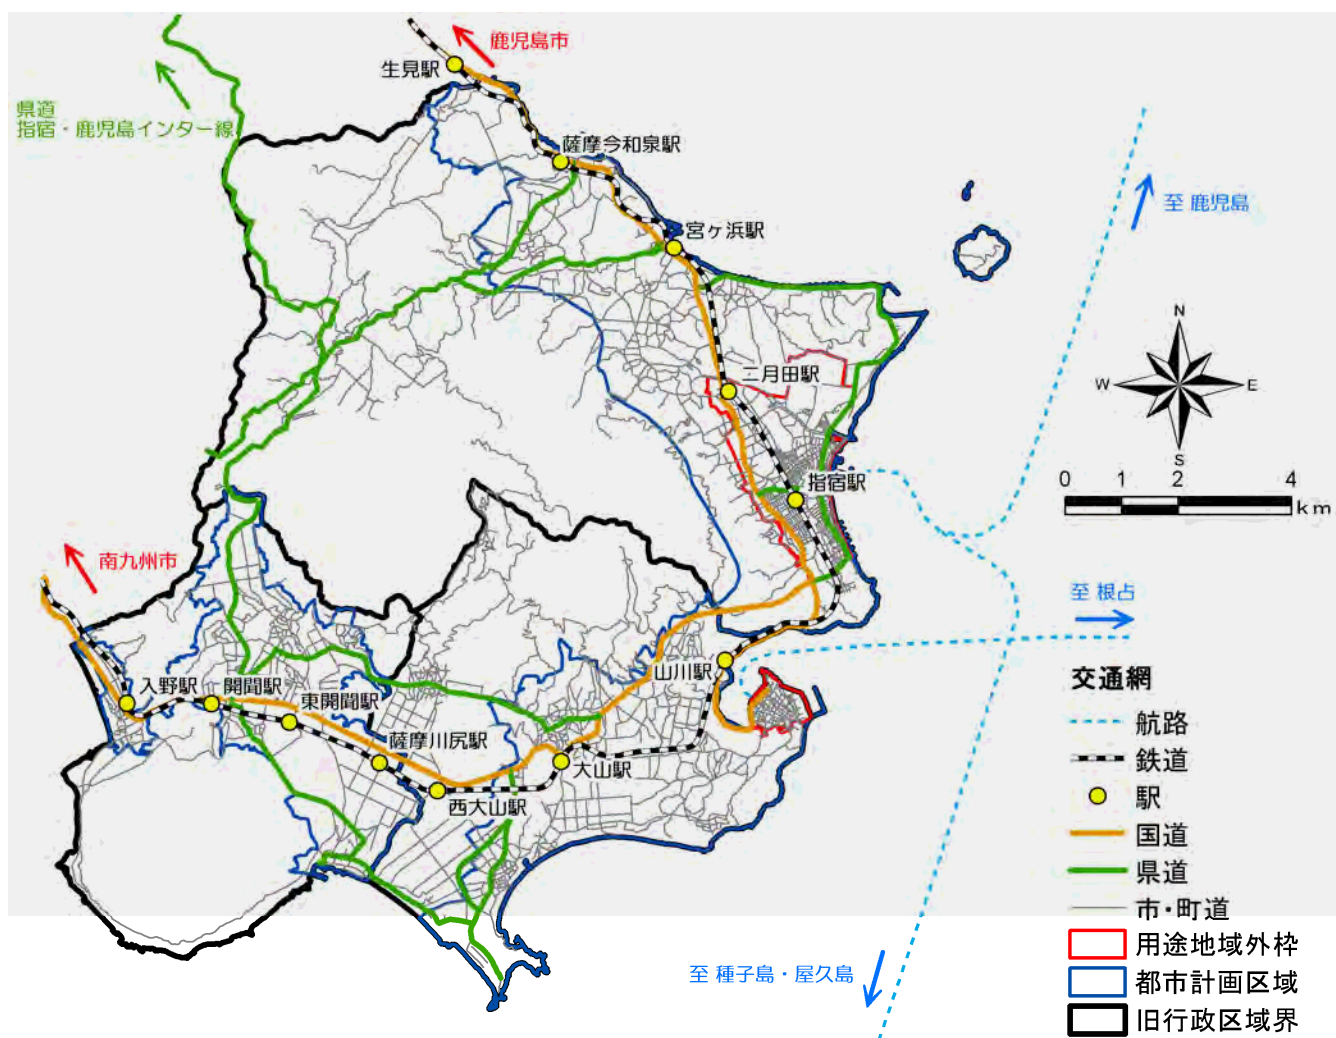 鹿児島市
生見駅
県道
指宿・鹿児島インター線
薩摩今和泉駅
至 鹿児島
宮ヶ浜駅
N
W
E
S
二月田駅
指宿駅
0 1 2 4
km
南九州市
至 根占
山川駅
入野駅
開聞駅
東開聞駅
薩摩川尻駅
大山駅
西大山駅
交通網
航路
鉄道
駅
国道
県道
市・町道
用途地域外枠
都市計画区域
旧行政区域界
至 種子島・屋久島